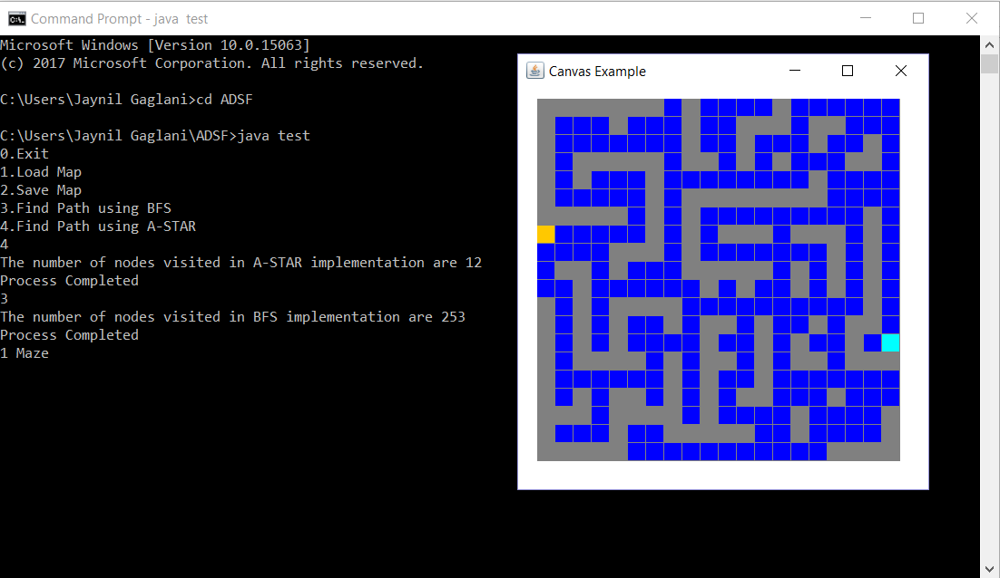 Command Prompt - java  test
Microsoft Windows [Version 10.0.15063]
(c) 2017 Microsoft Corporation. All rights reserved.
C:\Users\Jaynil Gaglani>cd ADSF
C:\Users\Jaynil Gaglani\ADSF>java test
0.Exit
1.Load Map
2.Save Map
3.Find Path using BFS
4.Find Path using A-STAR
4
The number of nodes visited in A-STAR implementation are 12
Process Completed
3
The number of nodes visited in BFS implementation are 253
Process Completed
1 Maze
Canvas Example